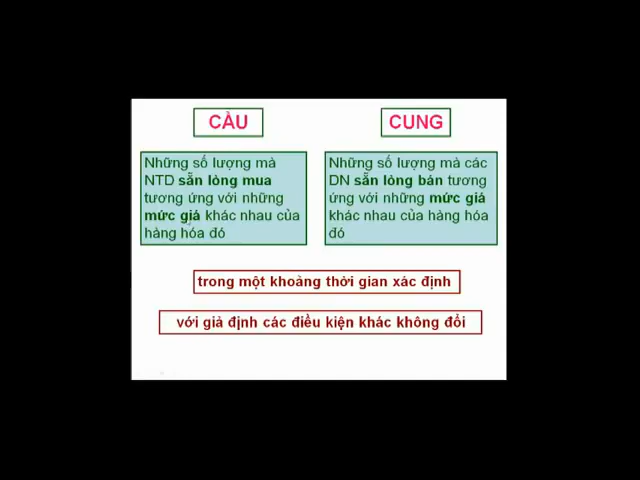 CẦU
CUNG
Những số lượng mà
NTD sẵn lòng mua
tương ứng với những
mức giá khác nhau của
hàng hóa đó
Những số lượng mà các
DN sẵn lòng bán tương
ứng với những mức giá
khác nhau của hàng hóa
đó
trong một khoảng thời gian xác định
với giả định các điều kiện khác không đổi